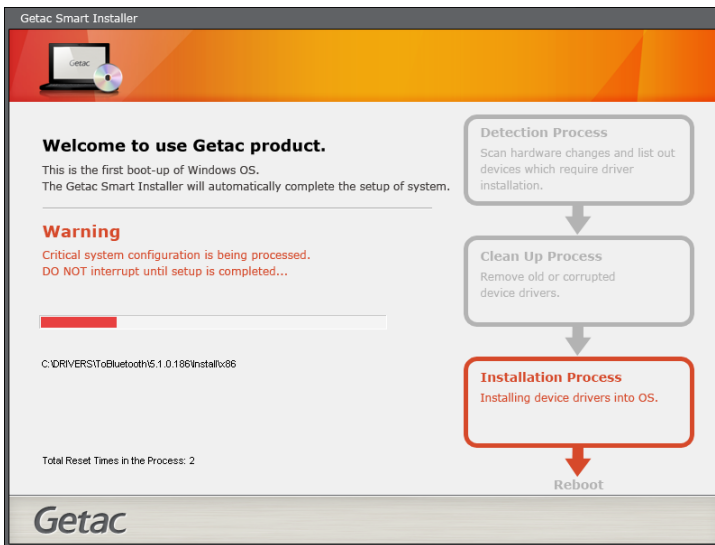 Getac Smart Installer
Getac
Welcome to use Getac product.
This is the first boot-up of Windows OS.
The Getac Smart Installer will automatically complete the setup of system.
Warning
Critical system configuration is being processed.
DO NOT interrupt until setup is completed...
C:\DRIVERS\ToBluetooth\5.1.0.186\Install\x86
Total Reset Times in the Process: 2
Detection Process
Scan hardware changes and list out
devices which require driver
installation.
Clean Up Process
Remove old or corrupted
device drivers.
Installation Process
Installing device drivers into OS.
Reboot
Getac